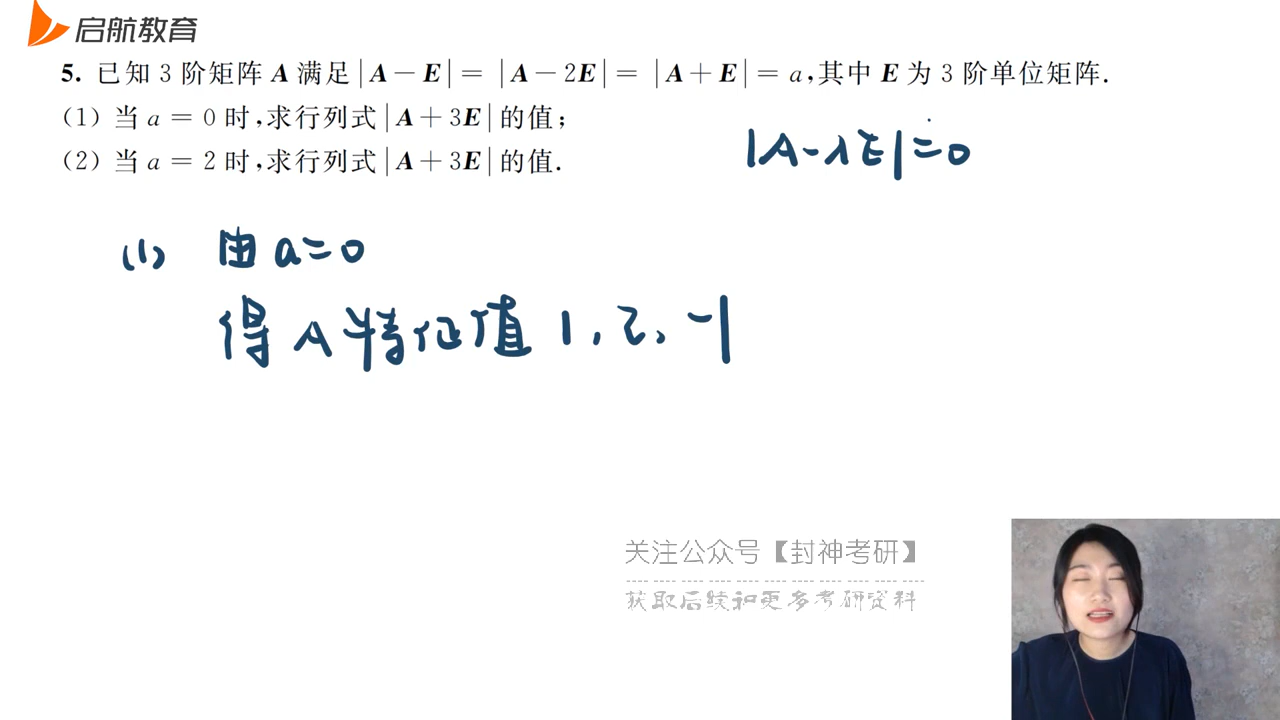 启航教育
5. 已知 3 阶矩阵 A 满足|A－E|＝|A－2E|＝|A＋E|＝a,其中 E 为 3 阶单位矩阵.
(1) 当 a ＝ 0 时,求行列式|A＋3E|的值;
(2) 当 a ＝ 2 时,求行列式|A＋3E|的值.
|A-λE|=0
(1) 由 a=0
得 A 特征值 1, 2, -1
关注公众号【封神考研】
获取后续和更多考研资料